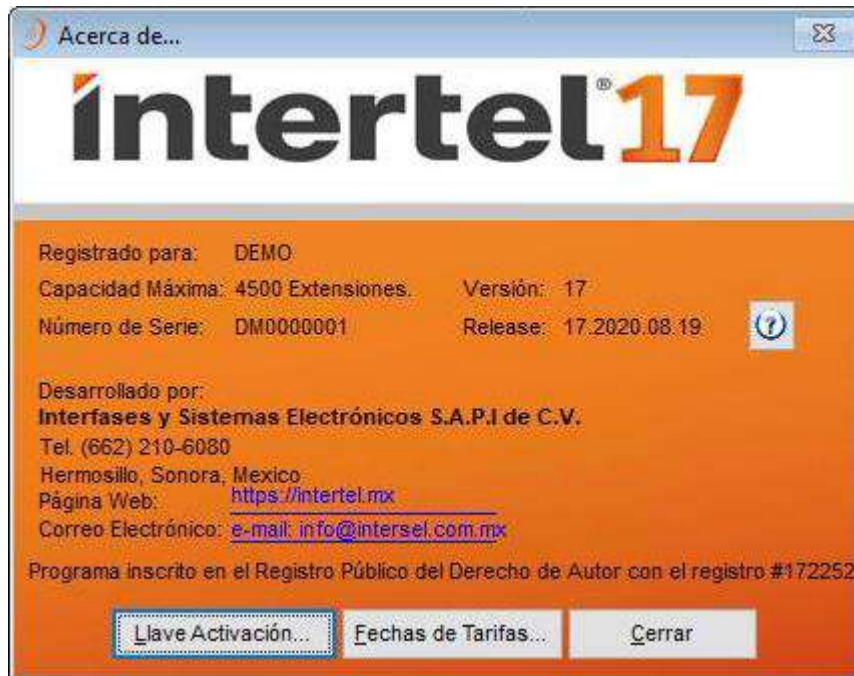 Acerca de...
intertel®17
Registrado para: DEMO
Capacidad Máxima: 4500 Extensiones. Versión: 17
Número de Serie: DM0000001 Release: 17.2020.08.19
Desarrollado por:
Interfases y Sistemas Electrónicos S.A.P.I de C.V.
Tel. (662) 210-6080
Hermosillo, Sonora, Mexico
Página Web: https://intertel.mx
Correo Electrónico: e-mail: info@intersel.com.mx
Programa inscrito en el Registro Público del Derecho de Autor con el registro #172252
Llave Activación... Fechas de Tarifas... Cerrar